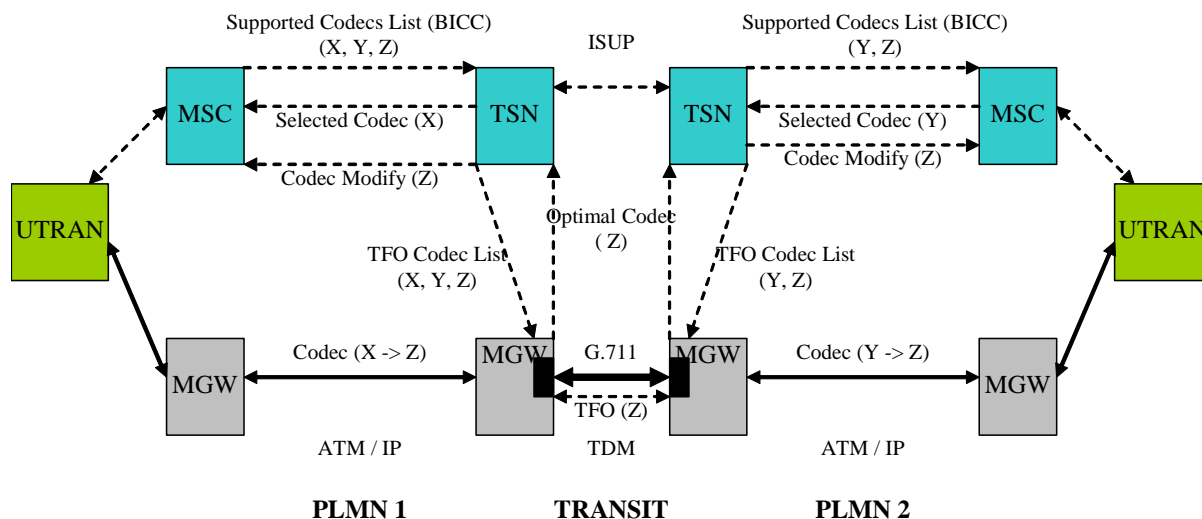 Supported Codecs List (BICC)
(X, Y, Z)
ISUP
Supported Codecs List (BICC)
(Y, Z)
MSC
Selected Codec (X)
TSN
TSN
Selected Codec (Y)
MSC
Codec Modify (Z)
Codec Modify (Z)
UTRAN
Optimal Codec
( Z)
UTRAN
TFO Codec List
(X, Y, Z)
TFO Codec List
(Y, Z)
MGW
Codec (X -> Z)
MGW
G.711
MGW
Codec (Y -> Z)
MGW
TFO (Z)
ATM / IP
TDM
ATM / IP
PLMN 1
TRANSIT
PLMN 2